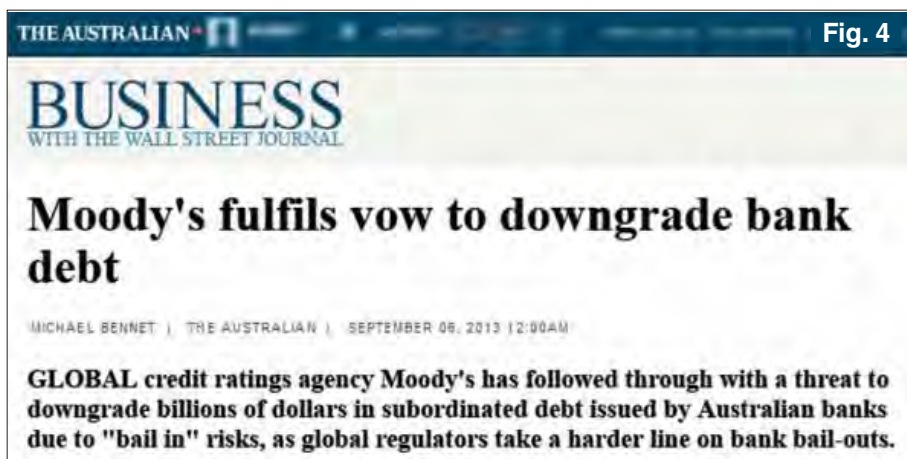 THE AUSTRALIAN
Fig. 4
BUSINESS
WITH THE WALL STREET JOURNAL
Moody's fulfils vow to downgrade bank
debt
MICHAEL BENNET | THE AUSTRALIAN | SEPTEMBER 06, 2013 12:00AM
GLOBAL credit ratings agency Moody's has followed through with a threat to
downgrade billions of dollars in subordinated debt issued by Australian banks
due to "bail in" risks, as global regulators take a harder line on bank bail-outs.